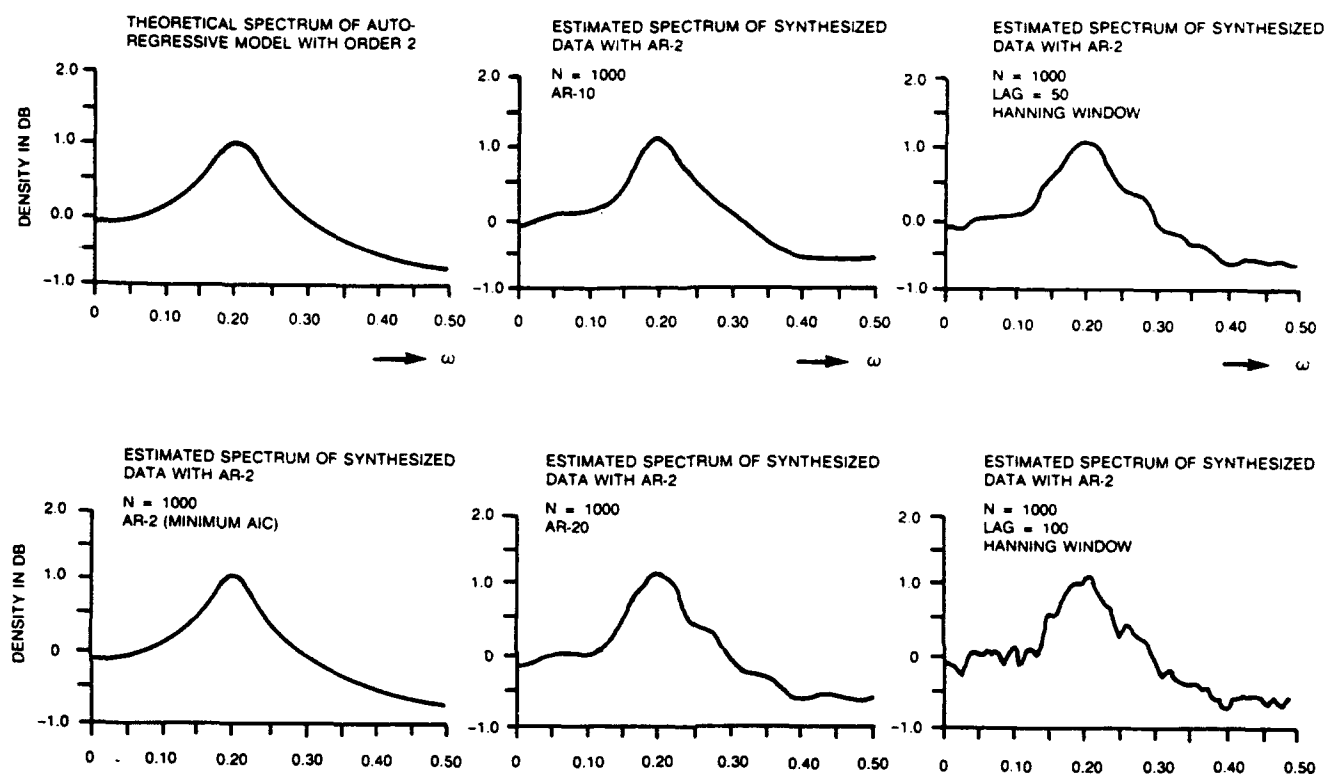 THEORETICAL SPECTRUM OF AUTO-
REGRESSIVE MODEL WITH ORDER 2
DENSITY IN DB
2.0
1.0
0.0
-1.0
0
0.10
0.20
0.30
0.40
0.50
ω
ESTIMATED SPECTRUM OF SYNTHESIZED
DATA WITH AR-2
N = 1000
AR-10
2.0
1.0
0
-1.0
0
0.10
0.20
0.30
0.40
0.50
ω
ESTIMATED SPECTRUM OF SYNTHESIZED
DATA WITH AR-2
N = 1000
LAG = 50
HANNING WINDOW
2.0
1.0
0.0
-1.0
0
0.10
0.20
0.30
0.40
0.50
ω
ESTIMATED SPECTRUM OF SYNTHESIZED
DATA WITH AR-2
N = 1000
AR-2 (MINIMUM AIC)
DENSITY IN DB
2.0
1.0
0
-1.0
0
0.10
0.20
0.30
0.40
0.50
ESTIMATED SPECTRUM OF SYNTHESIZED
DATA WITH AR-2
N = 1000
AR-20
2.0
1.0
0
-1.0
0
0.10
0.20
0.30
0.40
0.50
ESTIMATED SPECTRUM OF SYNTHESIZED
DATA WITH AR-2
N = 1000
LAG = 100
HANNING WINDOW
2.0
1.0
0
-1.0
0
0.10
0.20
0.30
0.40
0.50